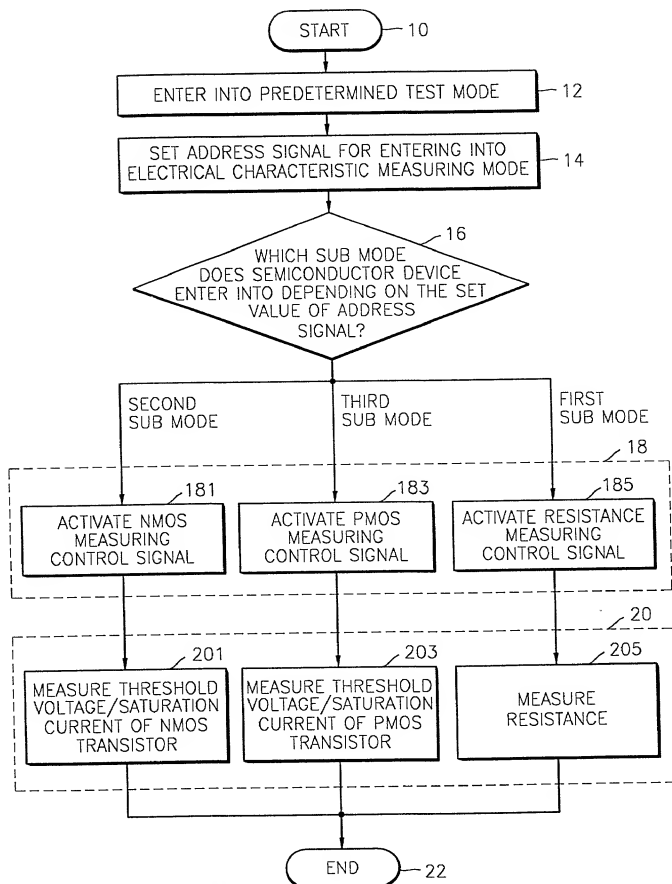 START
10
ENTER INTO PREDETERMINED TEST MODE
12
SET ADDRESS SIGNAL FOR ENTERING INTO
ELECTRICAL CHARACTERISTIC MEASURING MODE
14
16
WHICH SUB MODE
DOES SEMICONDUCTOR DEVICE
ENTER INTO DEPENDING ON THE SET
VALUE OF ADDRESS
SIGNAL?
SECOND
SUB MODE
THIRD
SUB MODE
FIRST
SUB MODE
18
181
ACTIVATE NMOS
MEASURING
CONTROL SIGNAL
183
ACTIVATE PMOS
MEASURING
CONTROL SIGNAL
185
ACTIVATE RESISTANCE
MEASURING
CONTROL SIGNAL
20
201
MEASURE THRESHOLD
VOLTAGE/SATURATION
CURRENT OF NMOS
TRANSISTOR
203
MEASURE THRESHOLD
VOLTAGE/SATURATION
CURRENT OF PMOS
TRANSISTOR
205
MEASURE
RESISTANCE
END
22